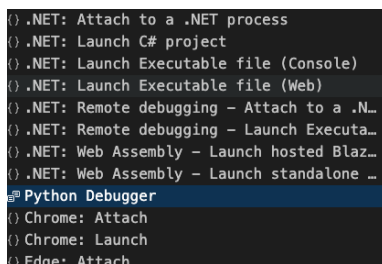 {} .NET: Attach to a .NET process
{} .NET: Launch C# project
{} .NET: Launch Executable file (Console)
{} .NET: Launch Executable file (Web)
{} .NET: Remote debugging – Attach to a .N…
{} .NET: Remote debugging – Launch Executa…
{} .NET: Web Assembly – Launch hosted Blaz…
{} .NET: Web Assembly – Launch standalone …
Python Debugger
{} Chrome: Attach
{} Chrome: Launch
{} Edge: Attach